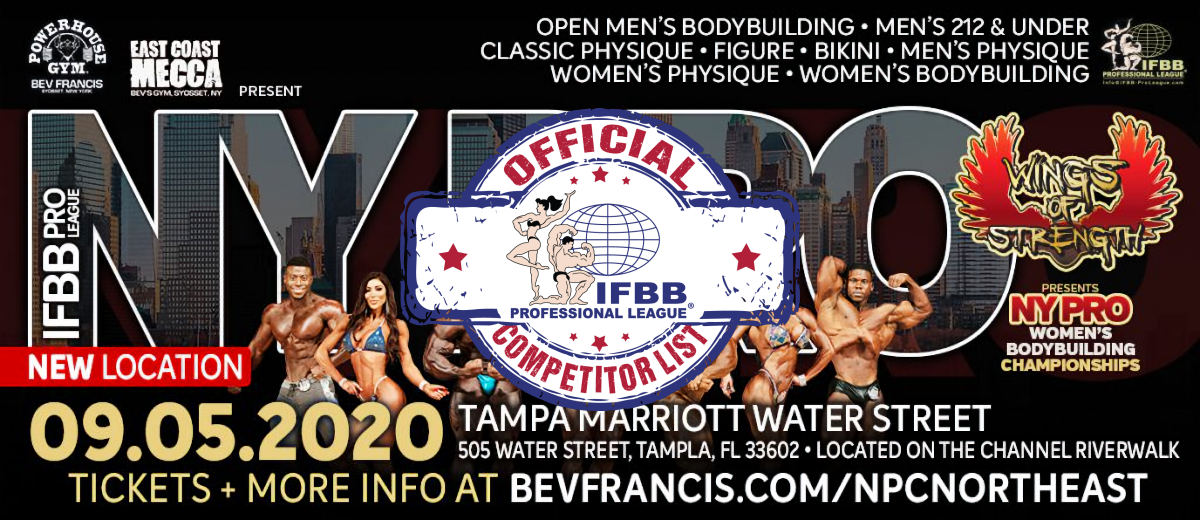 POWERHOUSE
GYM
BEV FRANCIS
SYOSSET, NEW YORK
EAST COAST
MECCA
BEV'S GYM, SYOSSET, NY
PRESENT
OPEN MEN'S BODYBUILDING • MEN'S 212 & UNDER
CLASSIC PHYSIQUE • FIGURE • BIKINI • MEN'S PHYSIQUE
WOMEN'S PHYSIQUE • WOMEN'S BODYBUILDING
IFBB
PROFESSIONAL LEAGUE
Info@IFBB-ProLeague.com
IFBB PRO
LEAGUE
NY PRO
OFFICIAL
IFBB®
PROFESSIONAL LEAGUE
COMPETITOR LIST
WINGS
OF
STRENGTH
PRESENTS
NY PRO
WOMEN'S
BODYBUILDING
CHAMPIONSHIPS
NEW LOCATION
09.05.2020
TAMPA MARRIOTT WATER STREET
505 WATER STREET, TAMPLA, FL 33602 • LOCATED ON THE CHANNEL RIVERWALK
TICKETS + MORE INFO AT BEVFRANCIS.COM/NPCNORTHEAST